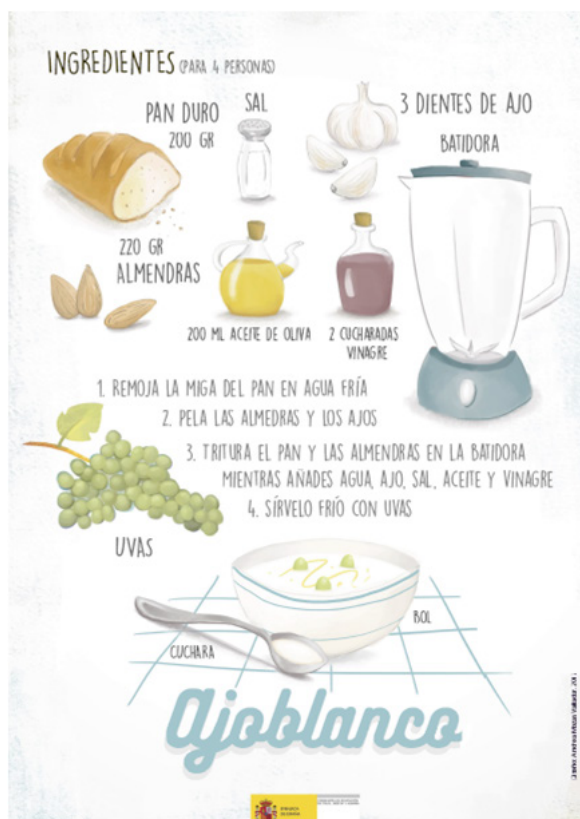 INGREDIENTES (PARA 4 PERSONAS)
PAN DURO
200 GR
SAL
3 DIENTES DE AJO
BATIDORA
220 GR
ALMENDRAS
200 ML ACEITE DE OLIVA
2 CUCHARADAS
VINAGRE
1. REMOJA LA MIGA DEL PAN EN AGUA FRÍA
2. PELA LAS ALMEDRAS Y LOS AJOS
3. TRITURA EL PAN Y LAS ALMENDRAS EN LA BATIDORA
MIENTRAS AÑADES AGUA, AJO, SAL, ACEITE Y VINAGRE
4. SÍRVELO FRÍO CON UVAS
UVAS
BOL
CUCHARA
ajoblanco